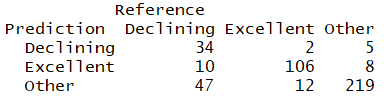 Reference
Prediction Declining Excellent Other
Declining 34 2 5
Excellent 10 106 8
Other 47 12 219